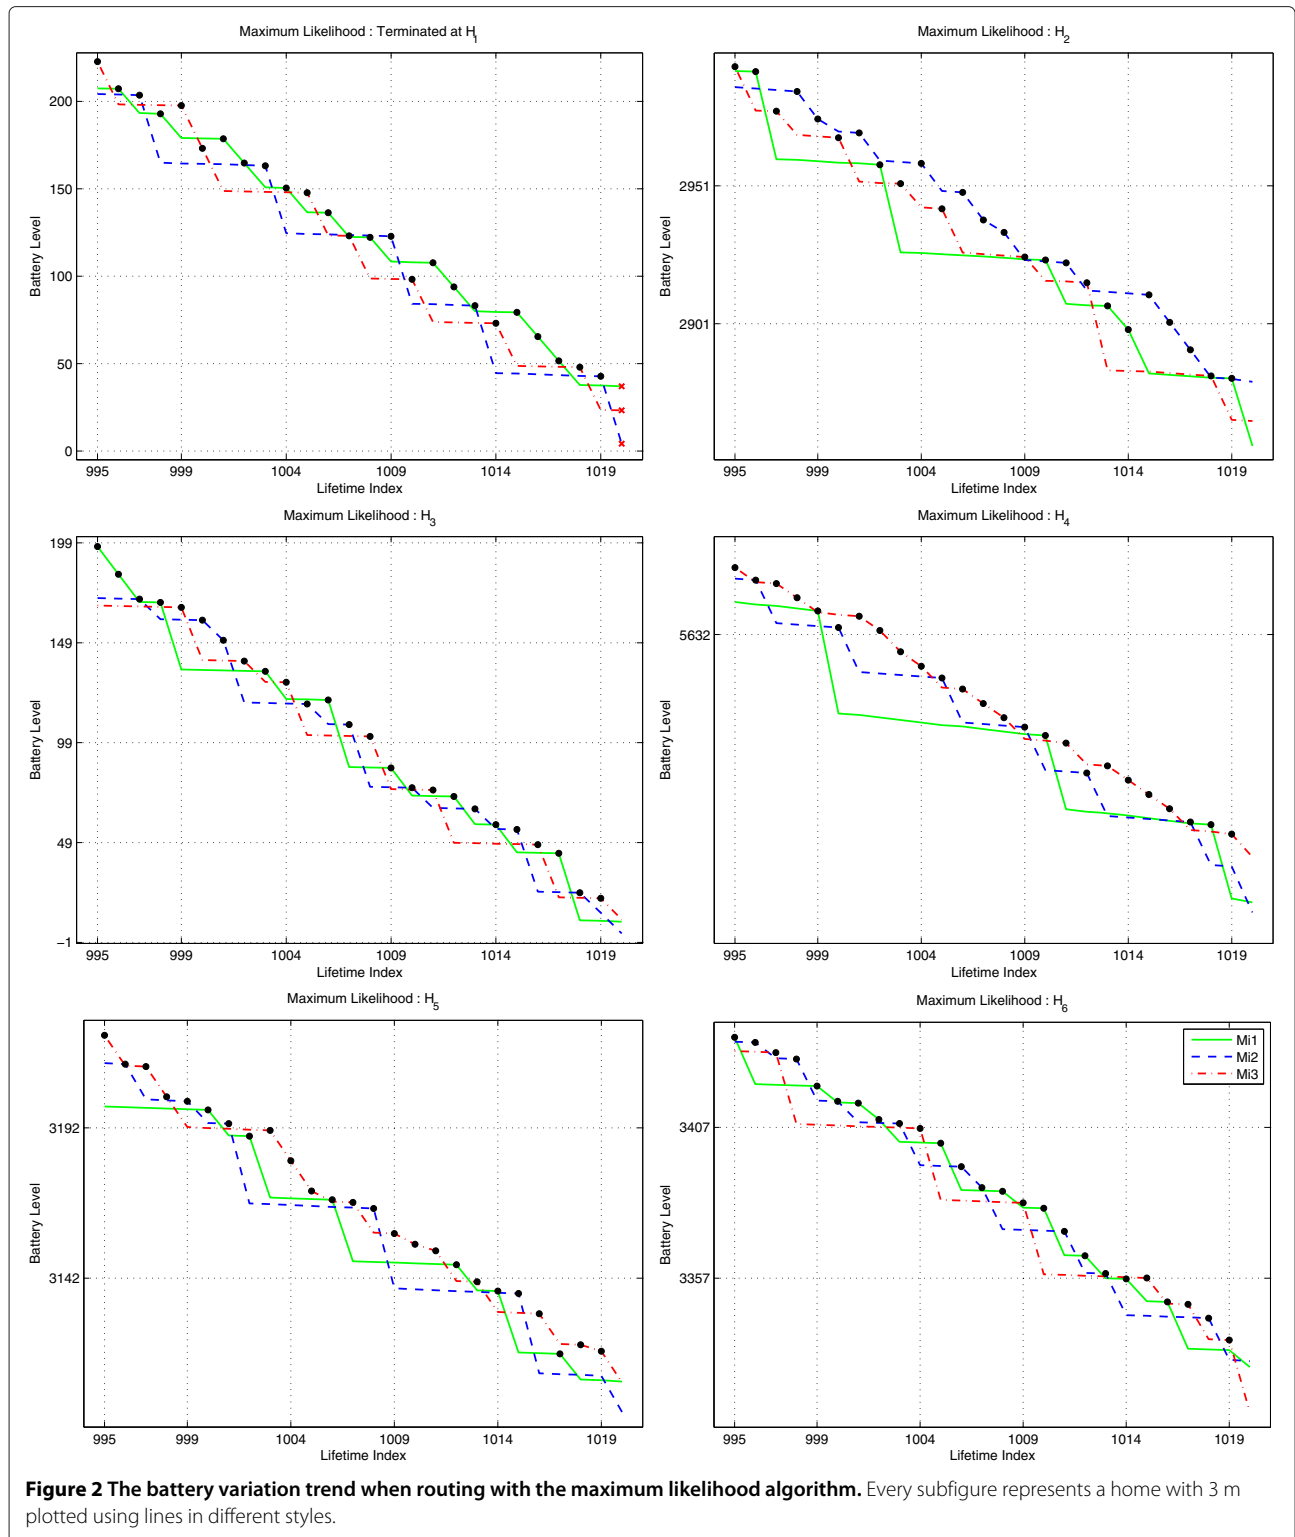 Maximum Likelihood : Terminated at H1
Battery Level
200
150
100
50
0
995 999 1004 1009 1014 1019
Lifetime Index
Maximum Likelihood : H2
Battery Level
2951
2901
995 999 1004 1009 1014 1019
Lifetime Index
Maximum Likelihood : H3
Battery Level
199
149
99
49
−1
995 999 1004 1009 1014 1019
Lifetime Index
Maximum Likelihood : H4
Battery Level
5632
995 999 1004 1009 1014 1019
Lifetime Index
Maximum Likelihood : H5
Battery Level
3192
3142
995 999 1004 1009 1014 1019
Lifetime Index
Maximum Likelihood : H6
Battery Level
3407
3357
Mi1
Mi2
Mi3
995 999 1004 1009 1014 1019
Lifetime Index
Figure 2 The battery variation trend when routing with the maximum likelihood algorithm. Every subfigure represents a home with 3 m
plotted using lines in different styles.